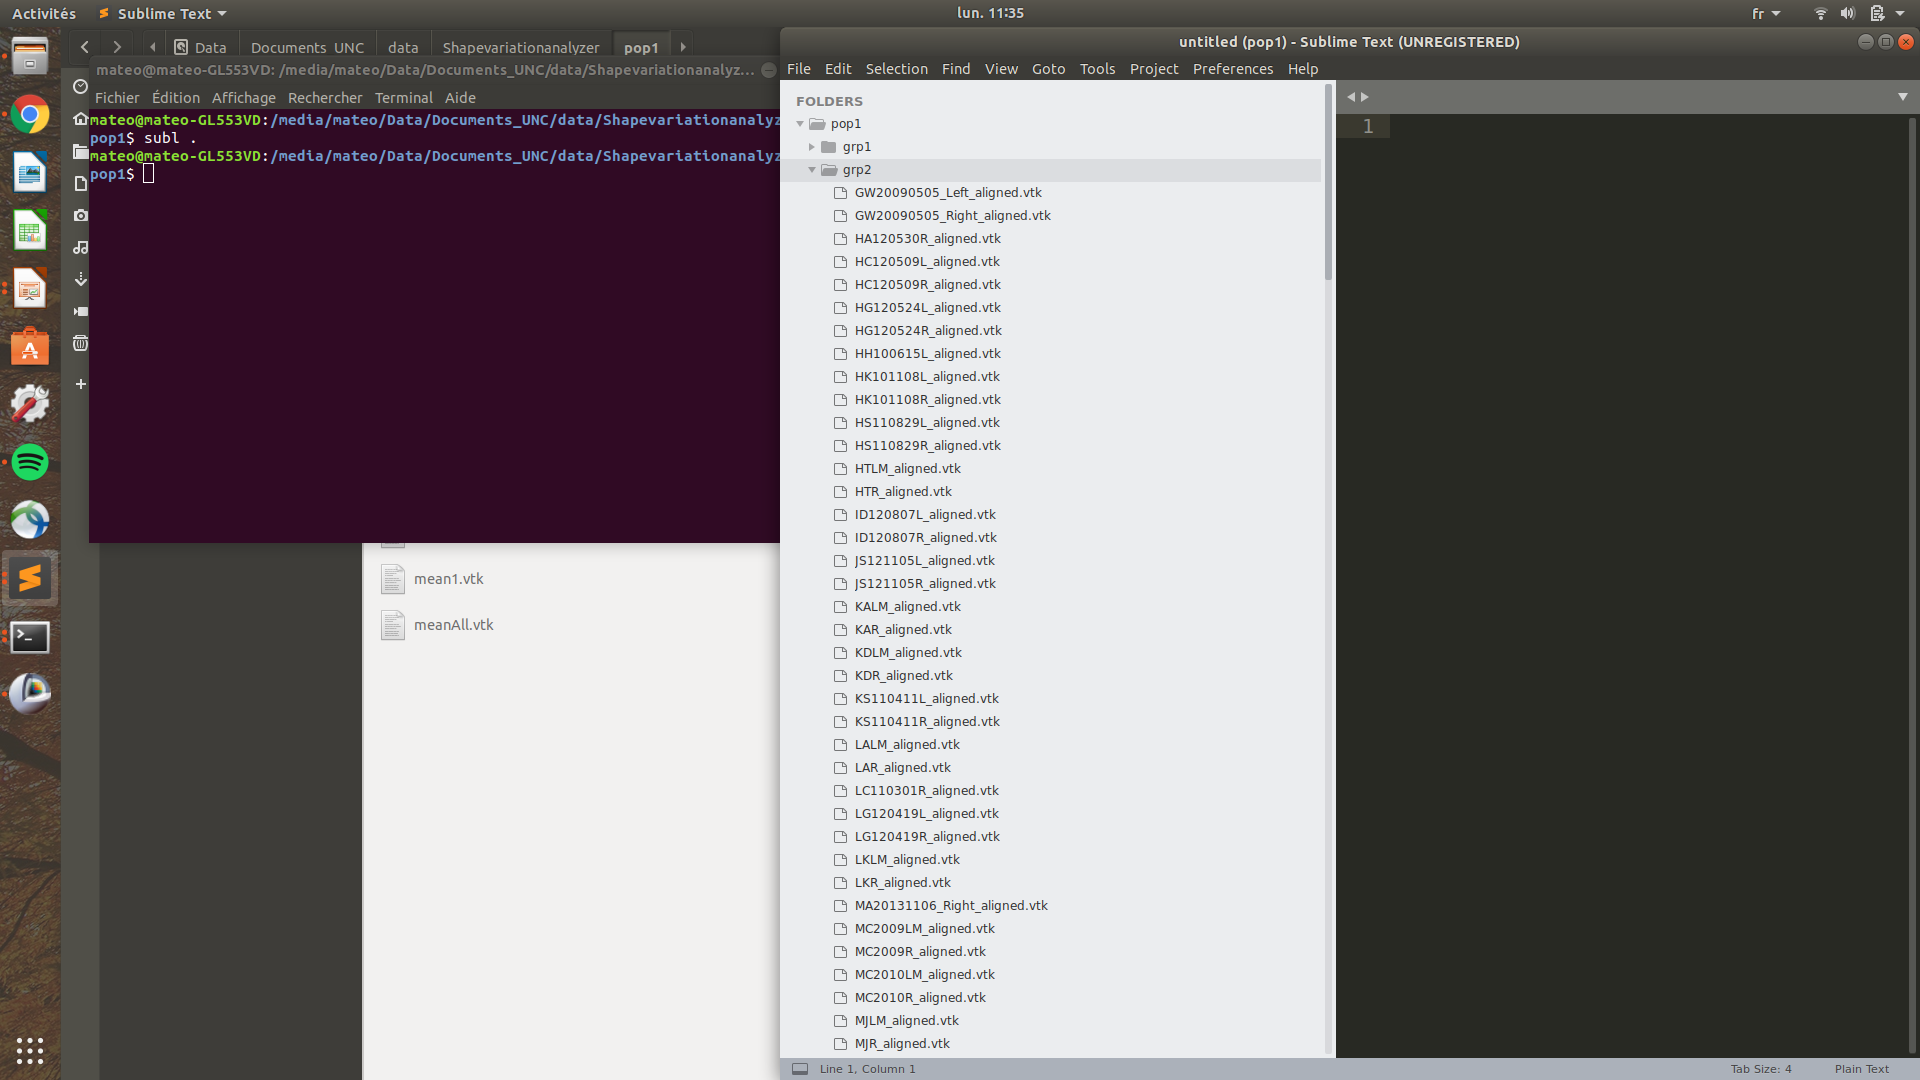 Activités
Sublime Text
lun. 11:35
fr
Data
Documents_UNC
data
Shapevariationanalyzer
pop1
mateo@mateo-GL553VD: /media/mateo/Data/Documents_UNC/data/Shapevariationanalyz...
Fichier Édition Affichage Rechercher Terminal Aide
mateo@mateo-GL553VD:/media/mateo/Data/Documents_UNC/data/Shapevariationanalyz
pop1$ subl .
mateo@mateo-GL553VD:/media/mateo/Data/Documents_UNC/data/Shapevariationanalyz
pop1$
mean1.vtk
meanAll.vtk
untitled (pop1) - Sublime Text (UNREGISTERED)
File Edit Selection Find View Goto Tools Project Preferences Help
FOLDERS
pop1
grp1
grp2
GW20090505_Left_aligned.vtk
GW20090505_Right_aligned.vtk
HA120530R_aligned.vtk
HC120509L_aligned.vtk
HC120509R_aligned.vtk
HG120524L_aligned.vtk
HG120524R_aligned.vtk
HH100615L_aligned.vtk
HK101108L_aligned.vtk
HK101108R_aligned.vtk
HS110829L_aligned.vtk
HS110829R_aligned.vtk
HTLM_aligned.vtk
HTR_aligned.vtk
ID120807L_aligned.vtk
ID120807R_aligned.vtk
JS121105L_aligned.vtk
JS121105R_aligned.vtk
KALM_aligned.vtk
KAR_aligned.vtk
KDLM_aligned.vtk
KDR_aligned.vtk
KS110411L_aligned.vtk
KS110411R_aligned.vtk
LALM_aligned.vtk
LAR_aligned.vtk
LC110301R_aligned.vtk
LG120419L_aligned.vtk
LG120419R_aligned.vtk
LKLM_aligned.vtk
LKR_aligned.vtk
MA20131106_Right_aligned.vtk
MC2009LM_aligned.vtk
MC2009R_aligned.vtk
MC2010LM_aligned.vtk
MC2010R_aligned.vtk
MJLM_aligned.vtk
MJR_aligned.vtk
1
Line 1, Column 1
Tab Size: 4
Plain Text